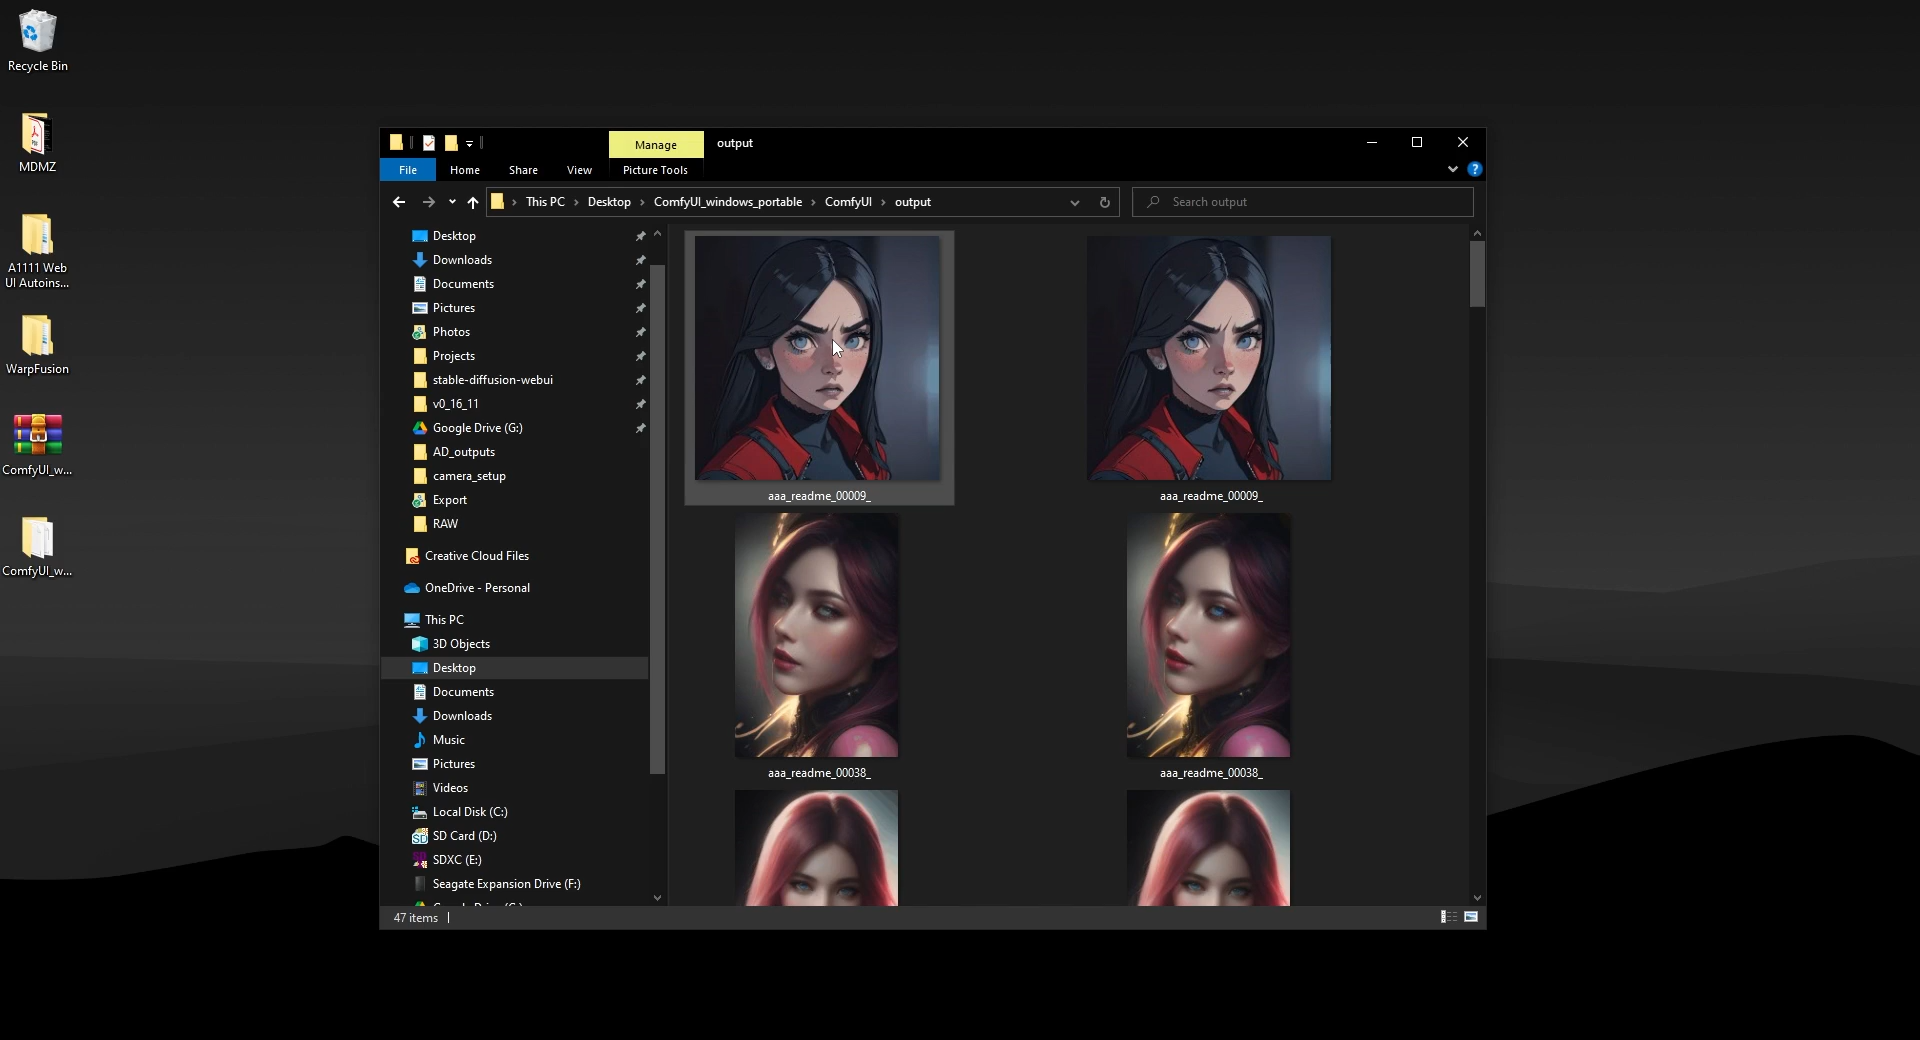 Recycle Bin
MDMZ
A1111 Web
UI Autoins...
WarpFusion
ComfyUI_w...
ComfyUI_w...
Manage
output
File
Home
Share
View
Picture Tools
This PC
Desktop
ComfyUI_windows_portable
ComfyUI
output
Search output
Desktop
Downloads
Documents
Pictures
Photos
Projects
stable-diffusion-webui
v0_16_11
Google Drive (G:)
AD_outputs
camera_setup
Export
RAW
Creative Cloud Files
OneDrive - Personal
This PC
3D Objects
Desktop
Documents
Downloads
Music
Pictures
Videos
Local Disk (C:)
SD Card (D:)
SDXC (E:)
Seagate Expansion Drive (F:)
aaa_readme_00009_
aaa_readme_00009_
aaa_readme_00038_
aaa_readme_00038_
47 items